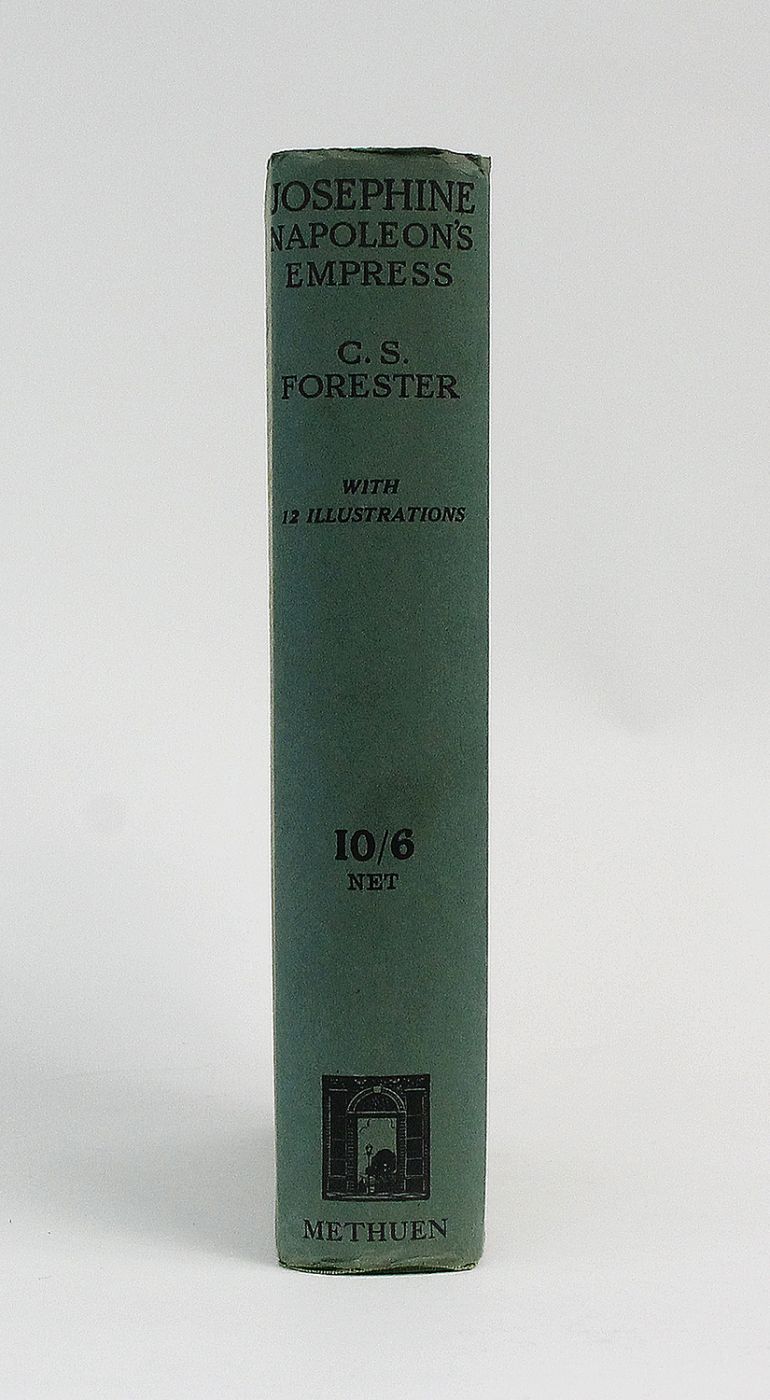 JOSEPHINE
NAPOLEON'S
EMPRESS
C. S.
FORESTER
WITH
12 ILLUSTRATIONS
10/6
NET
METHUEN